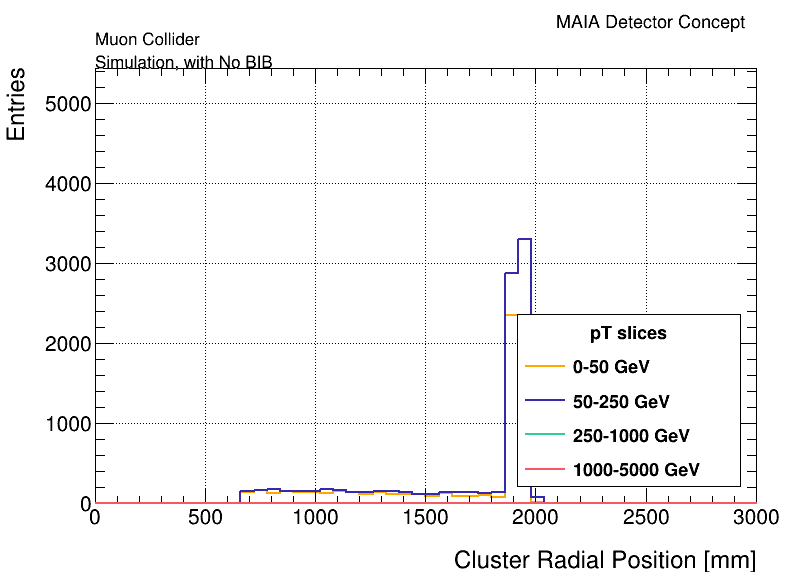 MAIA Detector Concept
Muon Collider
Simulation, with No BIB
Entries
5000
4000
3000
2000
1000
0
pT slices
0-50 GeV
50-250 GeV
250-1000 GeV
1000-5000 GeV
0 500 1000 1500 2000 2500 3000
Cluster Radial Position [mm]